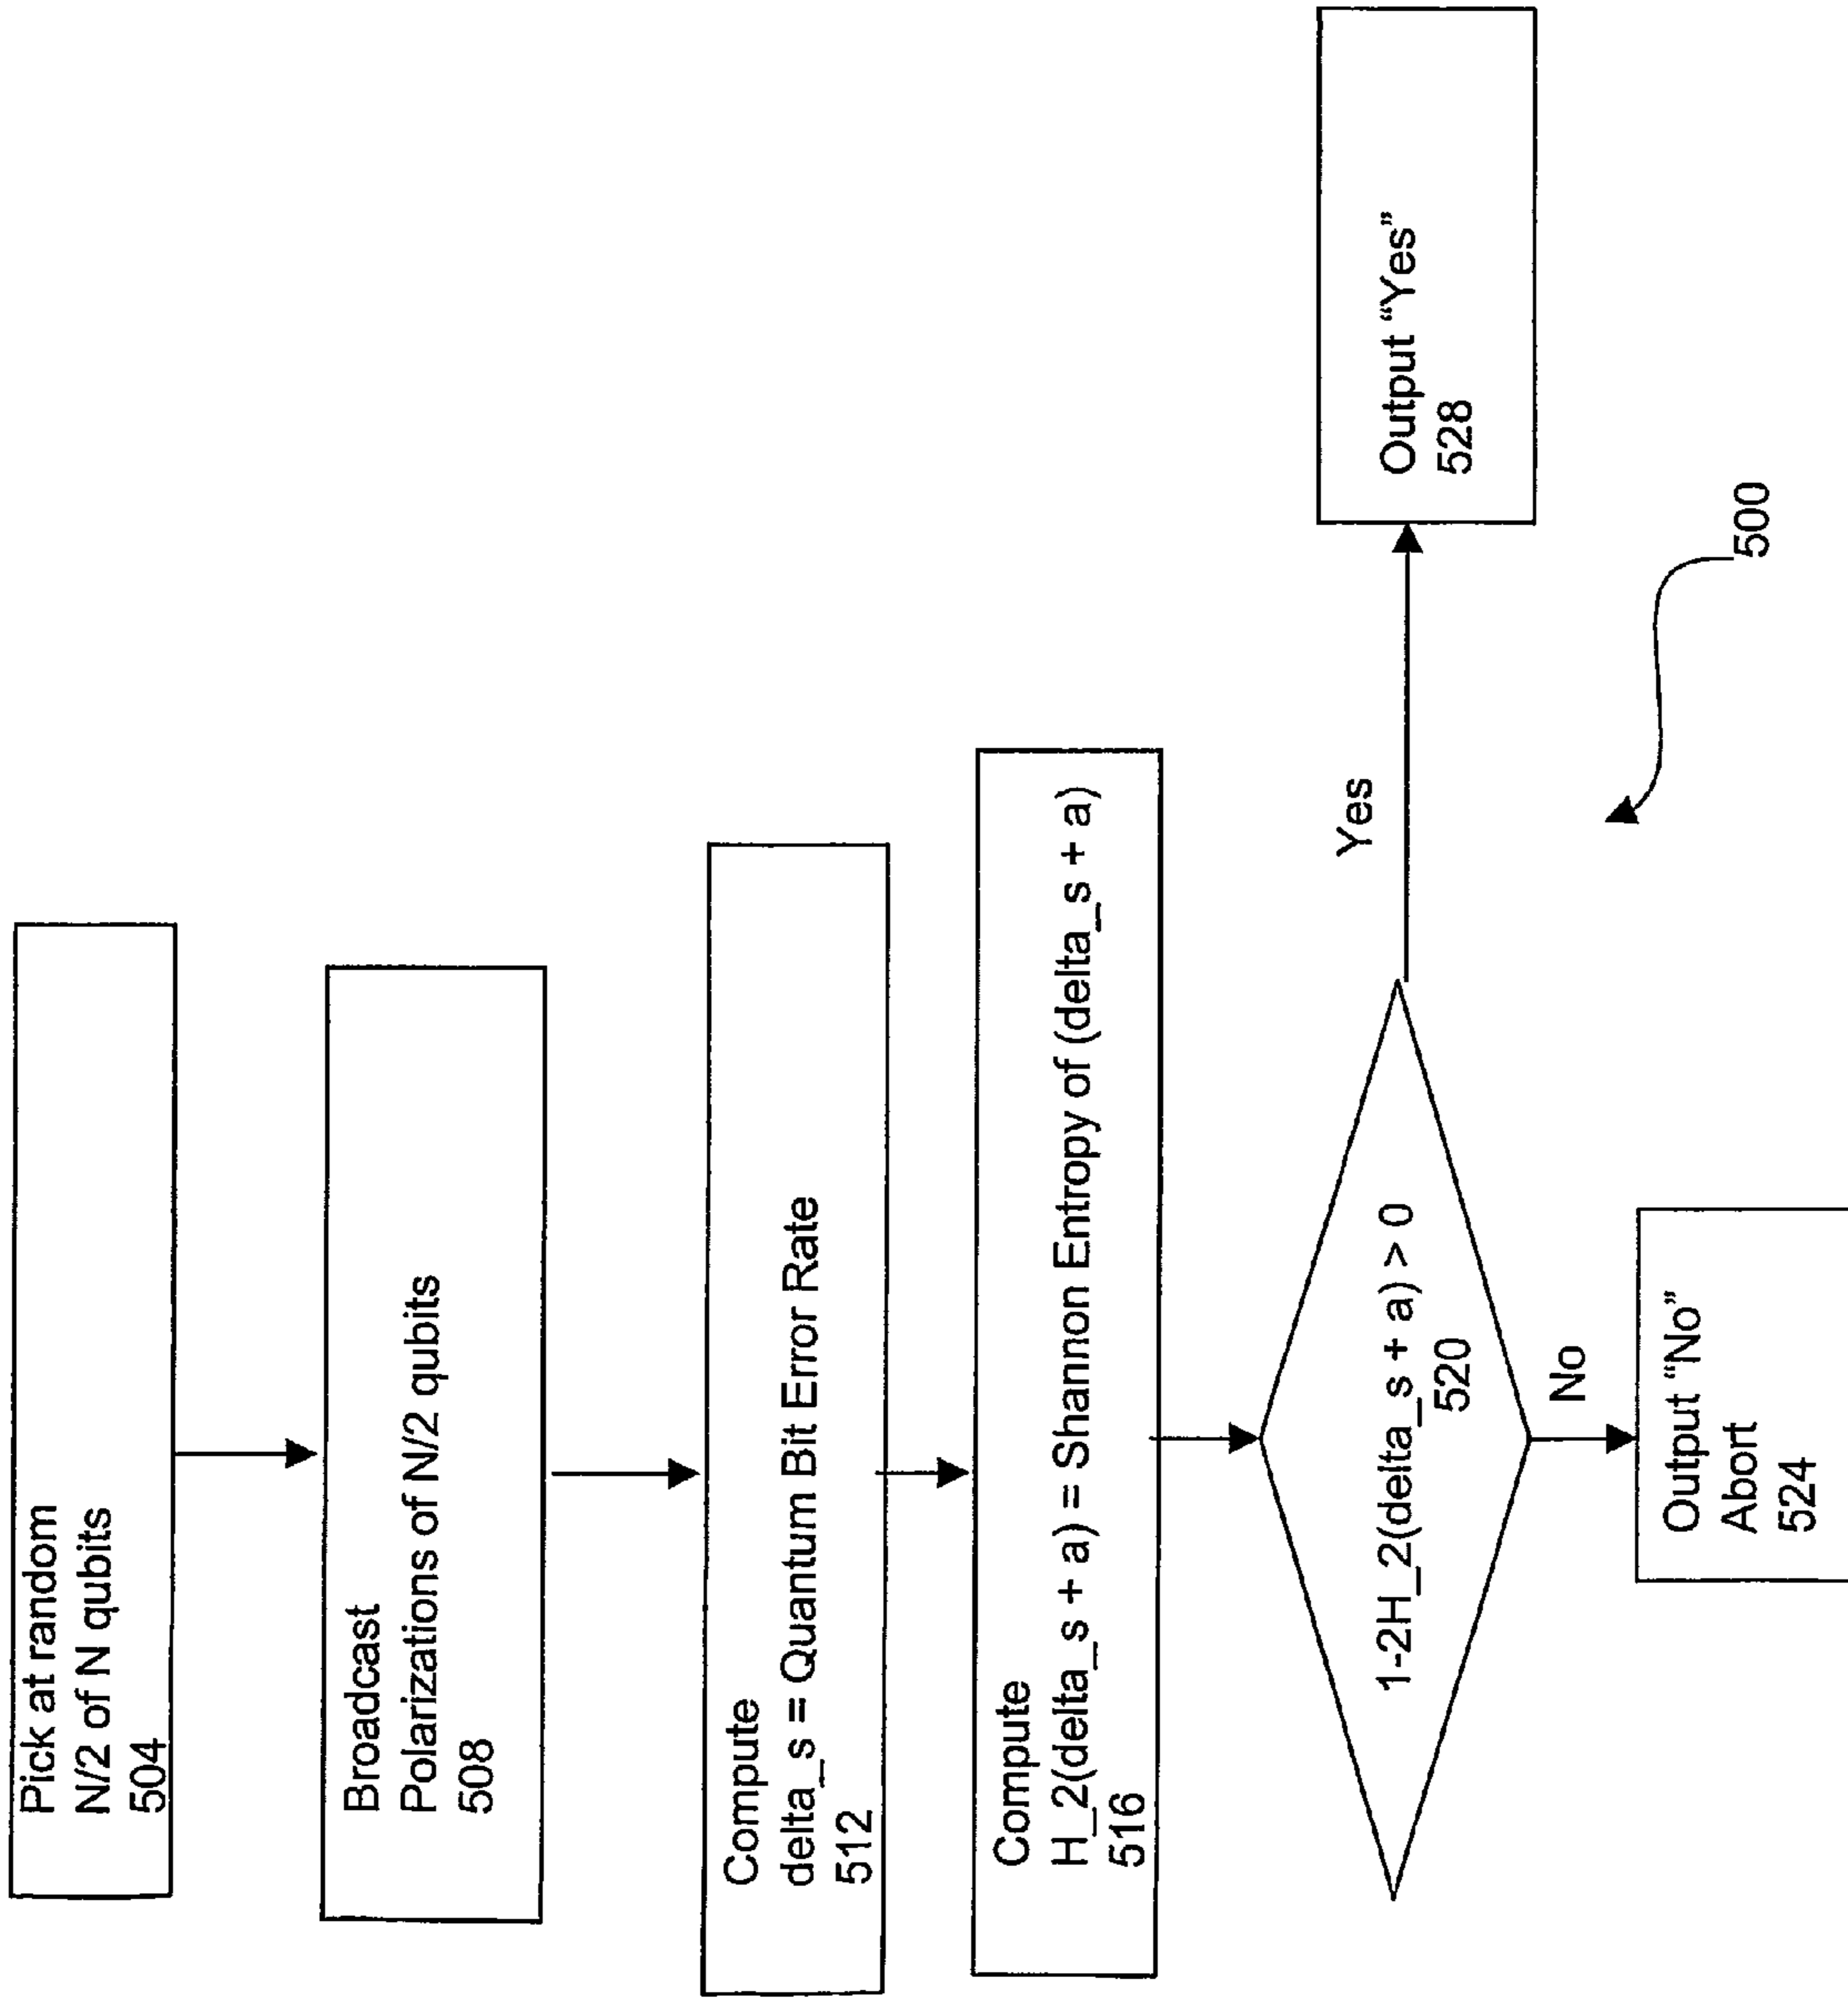 Pick at random
N/2 of N qubits
504
Broadcast
Polarizations of N/2 qubits
508
Compute
delta_s = Quantum Bit Error Rate
512
Compute
H_2(delta_s + a) = Shannon Entropy of (delta_s + a)
516
1-2H_2(delta_s + a) > 0
520
Yes
Output “Yes”
528
No
Output “No”
Abort
524
500